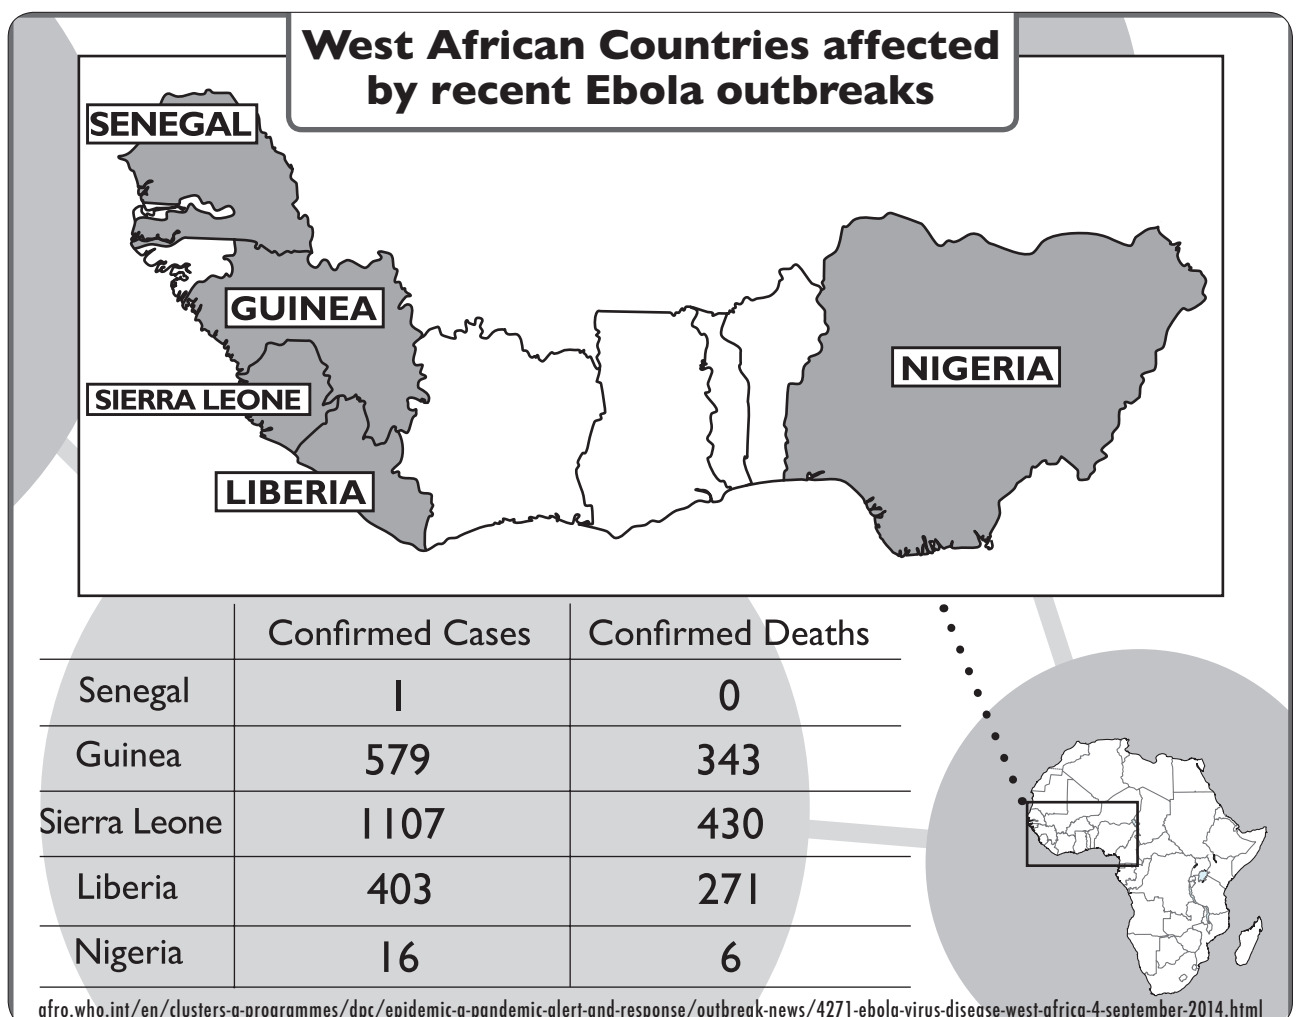 West African Countries affected
by recent Ebola outbreaks
SENEGAL
GUINEA
SIERRA LEONE
LIBERIA
NIGERIA
Confirmed Cases Confirmed Deaths
Senegal 1 0
Guinea 579 343
Sierra Leone 1107 430
Liberia 403 271
Nigeria 16 6
afro.who.int/en/clusters-a-programmes/dpc/epidemic-a-pandemic-alert-and-response/outbreak-news/4271-ebola-virus-disease-west-africa-4-september-2014.html